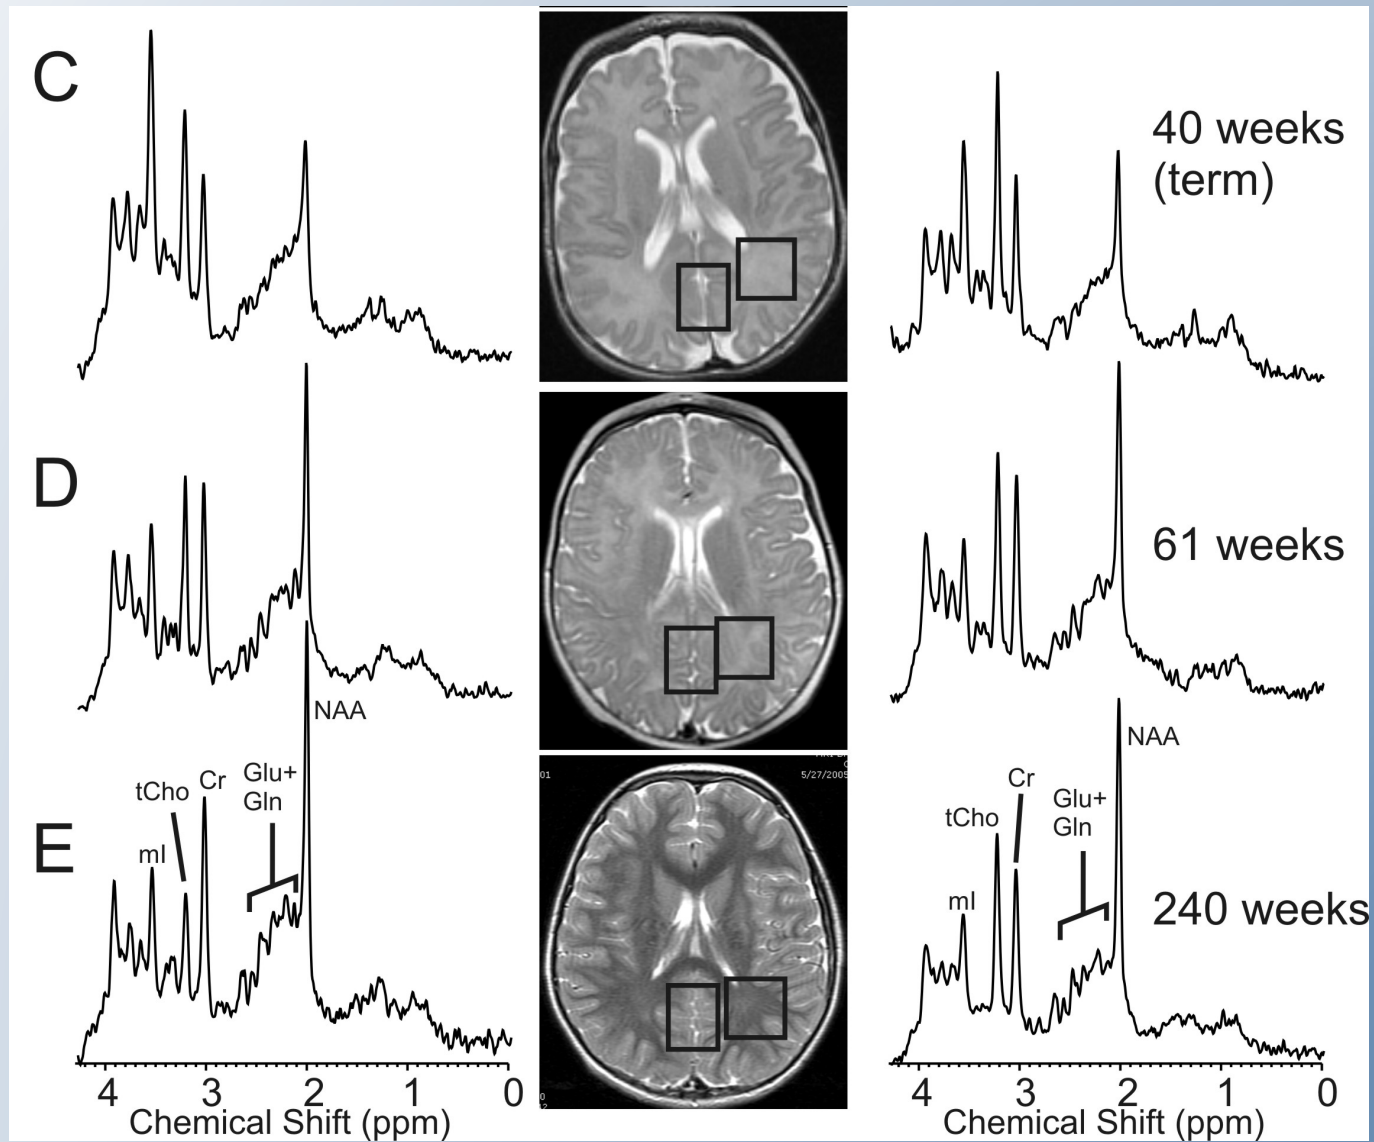 C
40 weeks
(term)
D
61 weeks
NAA
NAA
Glu+
Gln
Cr
tCho
mI
Cr
Glu+
Gln
tCho
mI
01
5/27/2005
E
240 weeks
4 3 2 1 0
4 3 2 1 0
Chemical Shift (ppm)
Chemical Shift (ppm)